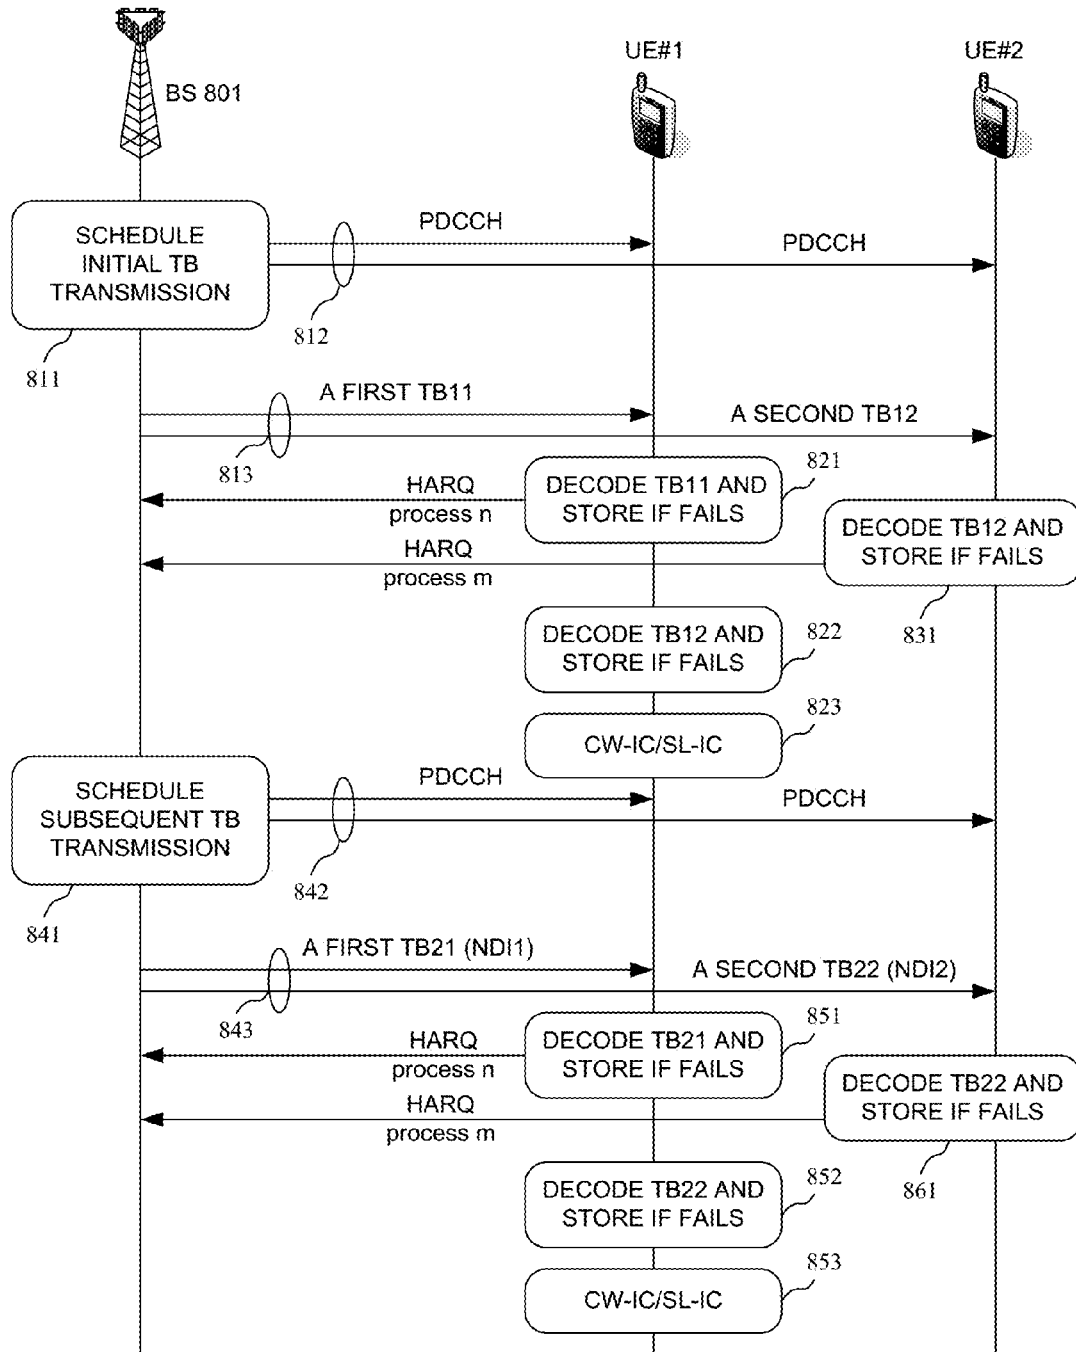 UE#1
UE#2
BS 801
SCHEDULE
INITIAL TB
TRANSMISSION
PDCCH
PDCCH
812
811
A FIRST TB11
A SECOND TB12
813
821
DECODE TB11 AND
STORE IF FAILS
HARQ
process n
DECODE TB12 AND
STORE IF FAILS
HARQ
process m
831
DECODE TB12 AND
STORE IF FAILS
822
823
CW-IC/SL-IC
SCHEDULE
SUBSEQUENT TB
TRANSMISSION
PDCCH
PDCCH
842
841
A FIRST TB21 (NDI1)
A SECOND TB22 (NDI2)
843
851
DECODE TB21 AND
STORE IF FAILS
HARQ
process n
DECODE TB22 AND
STORE IF FAILS
HARQ
process m
861
DECODE TB22 AND
STORE IF FAILS
852
853
CW-IC/SL-IC